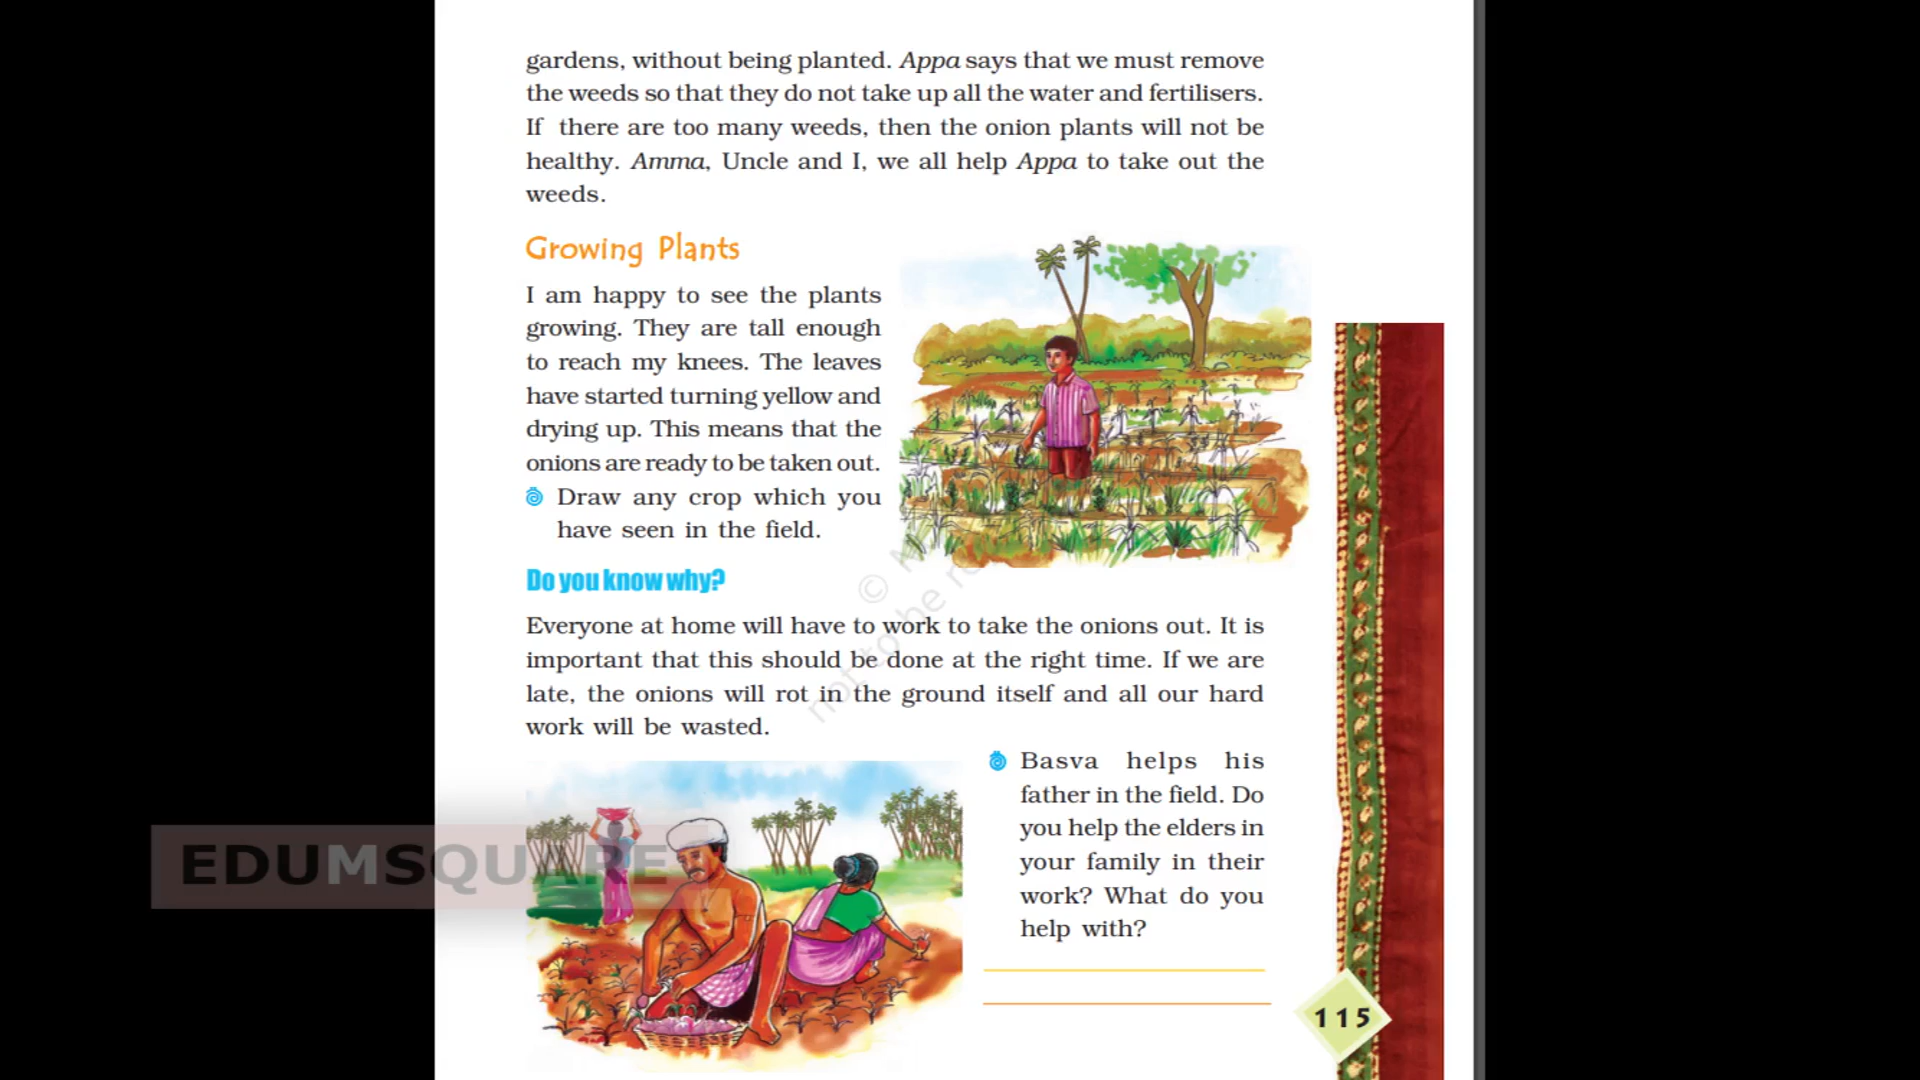 gardens, without being planted. Appa says that we must remove
the weeds so that they do not take up all the water and fertilisers.
If there are too many weeds, then the onion plants will not be
healthy. Amma, Uncle and I, we all help Appa to take out the
weeds.
Growing Plants
I am happy to see the plants
growing. They are tall enough
to reach my knees. The leaves
have started turning yellow and
drying up. This means that the
onions are ready to be taken out.
Draw any crop which you
have seen in the field.
Do you know why?
Everyone at home will have to work to take the onions out. It is
important that this should be done at the right time. If we are
late, the onions will rot in the ground itself and all our hard
work will be wasted.
Basva helps his
father in the field. Do
you help the elders in
your family in their
work? What do you
help with?
EDUMSQUARE
115
©
not to be